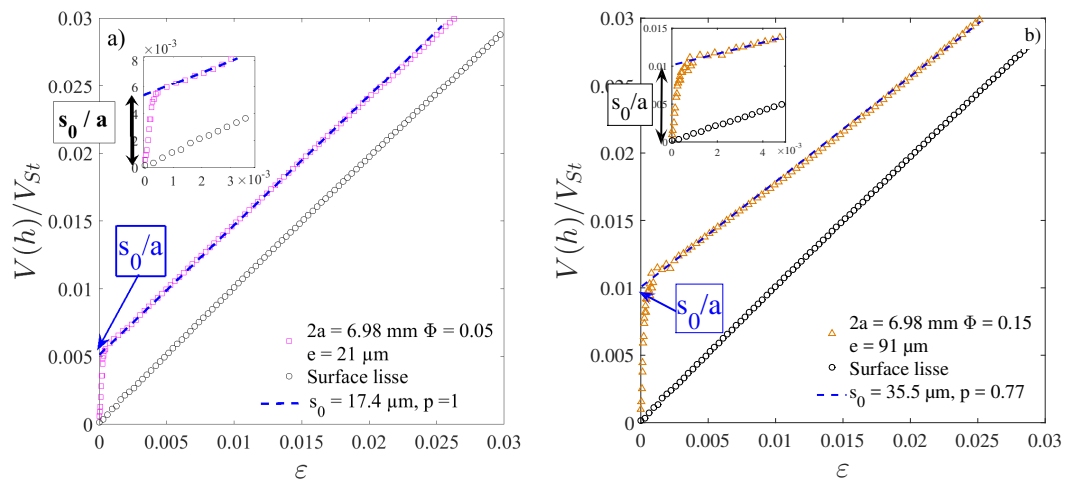 a)
V(h)/V_St
0.03
0.025
0.02
0.015
0.01
0.005
0
×10⁻³
8
6
4
2
0
s₀ / a
0 1 2 3 ×10⁻³
s₀/a
2a = 6.98 mm Φ = 0.05
e = 21 µm
Surface lisse
s₀ = 17.4 µm, p =1
0 0.005 0.01 0.015 0.02 0.025 0.03
ε
b)
V(h)/V_St
0.03
0.025
0.02
0.015
0.01
0.005
0
0.015
0.01
0.005
0
s₀/a
0 2 4 ×10⁻³
s₀/a
2a = 6.98 mm Φ = 0.15
e = 91 µm
Surface lisse
s₀ = 35.5 µm, p = 0.77
0 0.005 0.01 0.015 0.02 0.025 0.03
ε